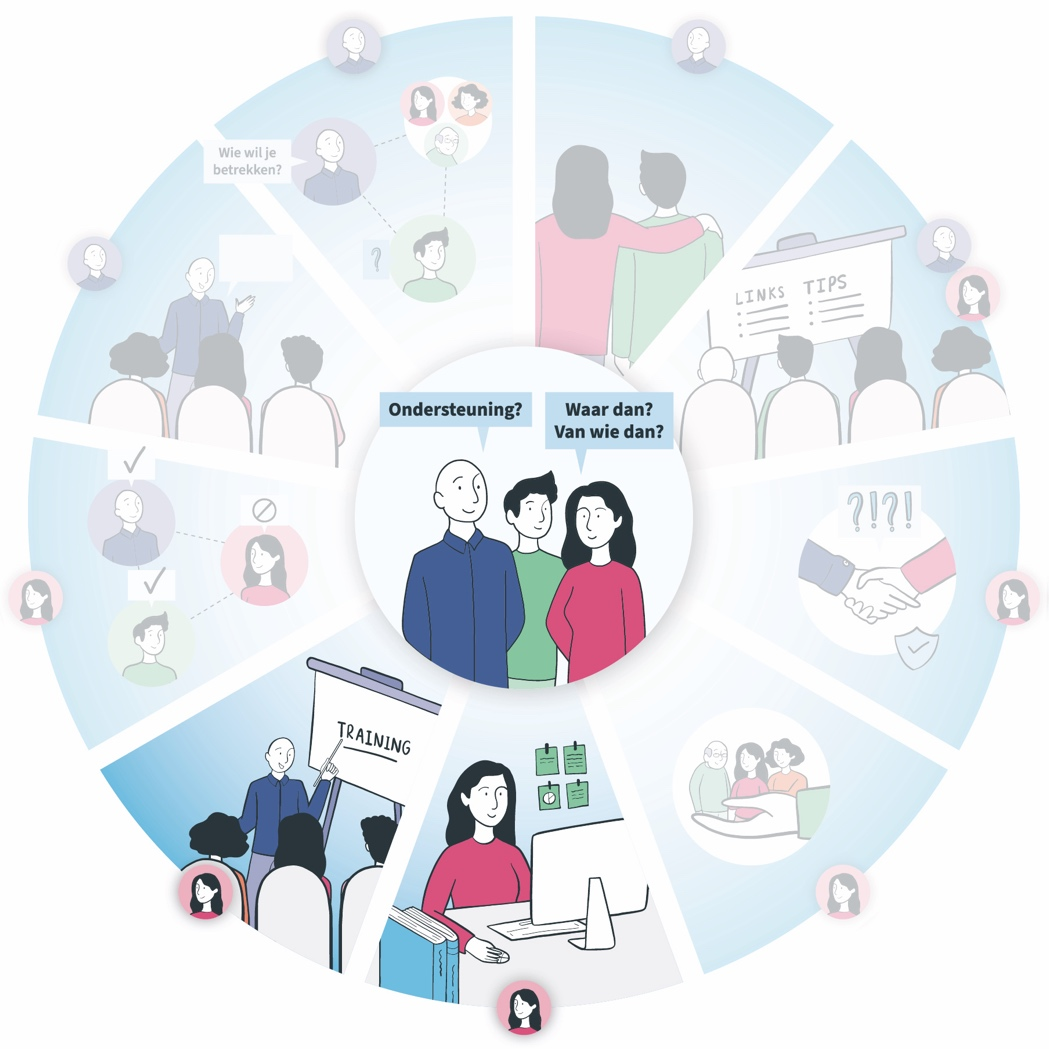 Wie wil je
betrekken?
?
LINKS TIPS
Ondersteuning?
Waar dan?
Van wie dan?
?!?!
TRAINING